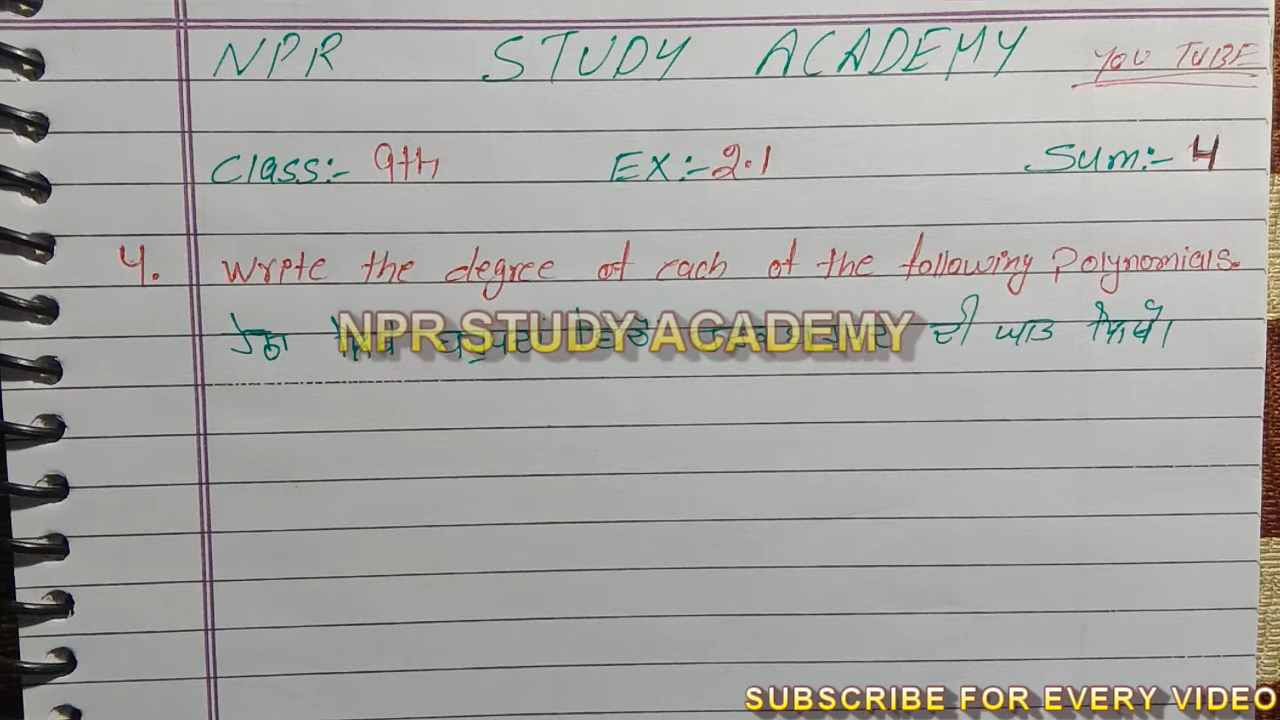 NPR STUDY ACADEMY YOU TUBE
Class:- 9th EX:- 2.1 Sum:- 4
4. Write the degree of each of the following Polynomials.
ਹੇਠਾਂ ਦੀ ਘਾਤ ਲਿਖੋ।
NPR STUDY ACADEMY
SUBSCRIBE FOR EVERY VIDEO